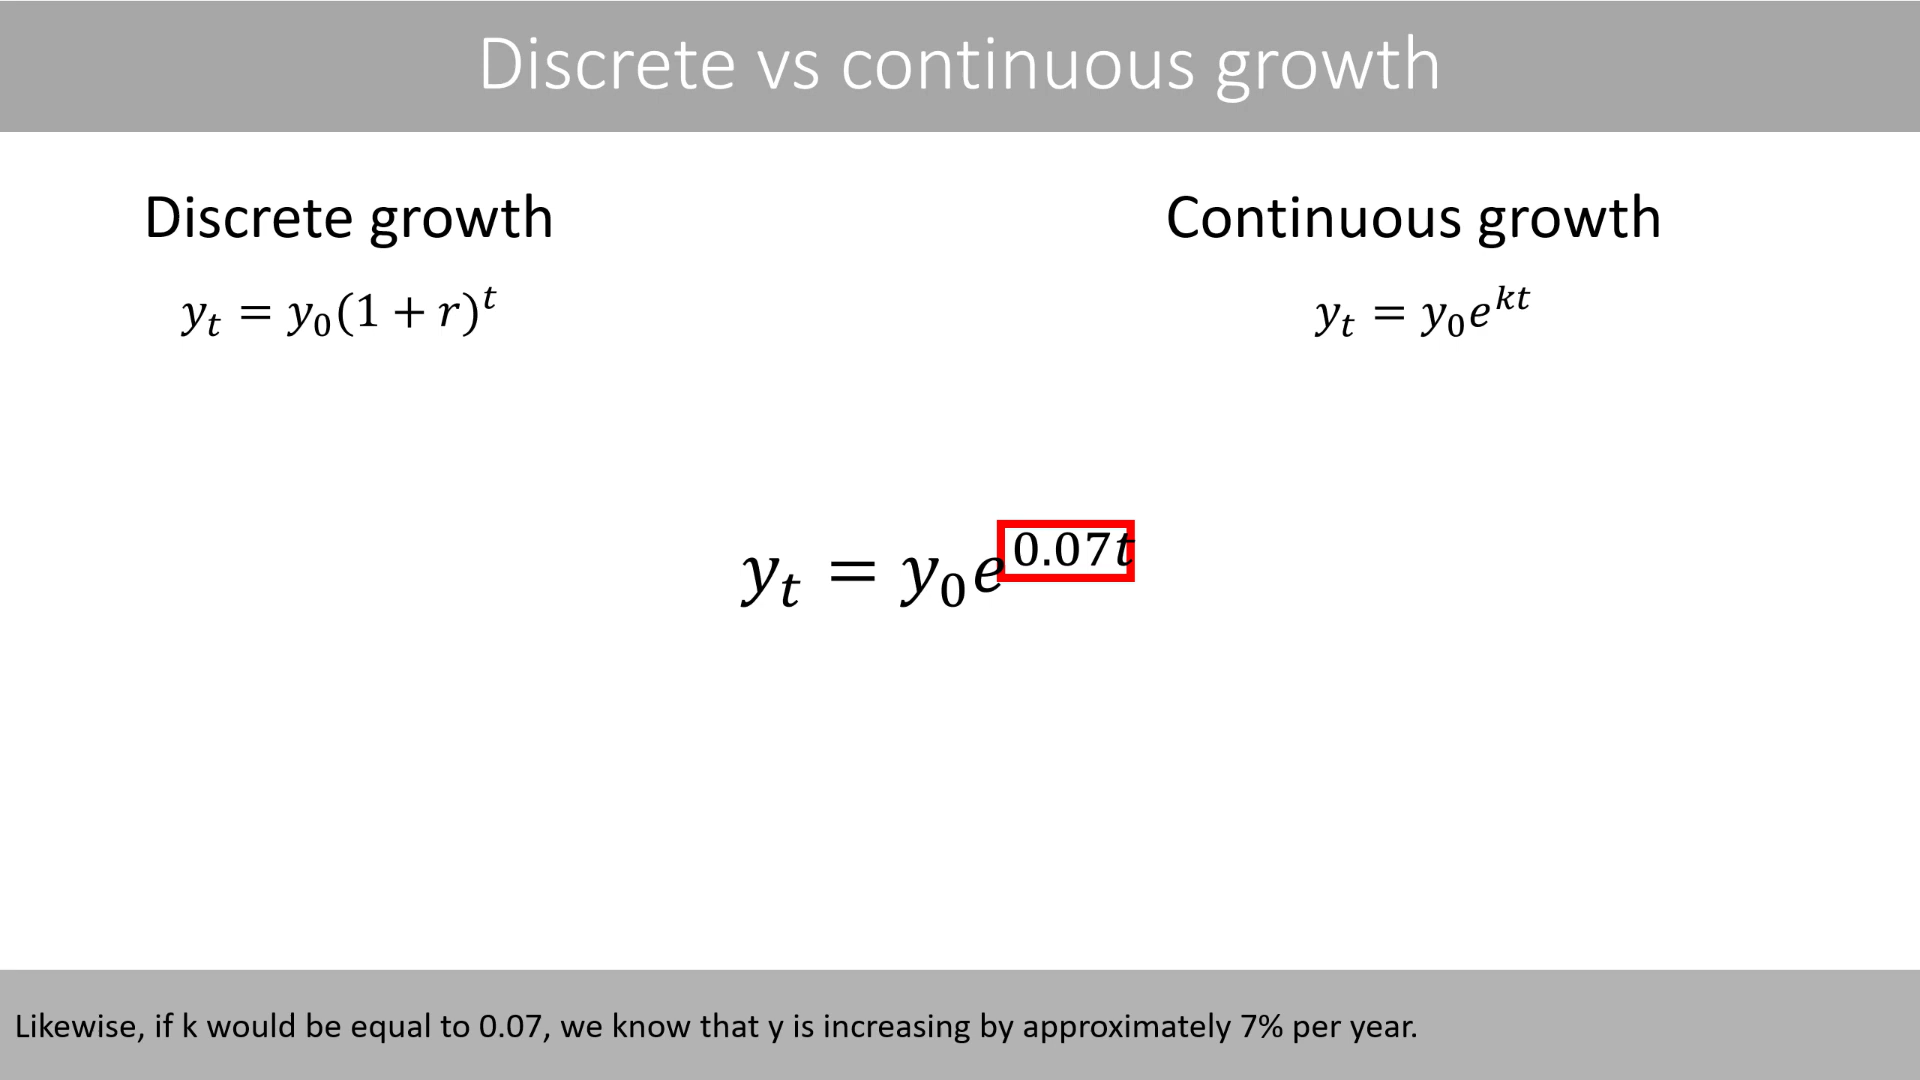 Discrete vs continuous growth
Discrete growth
Continuous growth
$y_t = y_0(1 + r)^t$
$y_t = y_0e^{kt}$
$y_t = y_0e^{0.07t}$
Likewise, if k would be equal to 0.07, we know that y is increasing by approximately 7% per year.